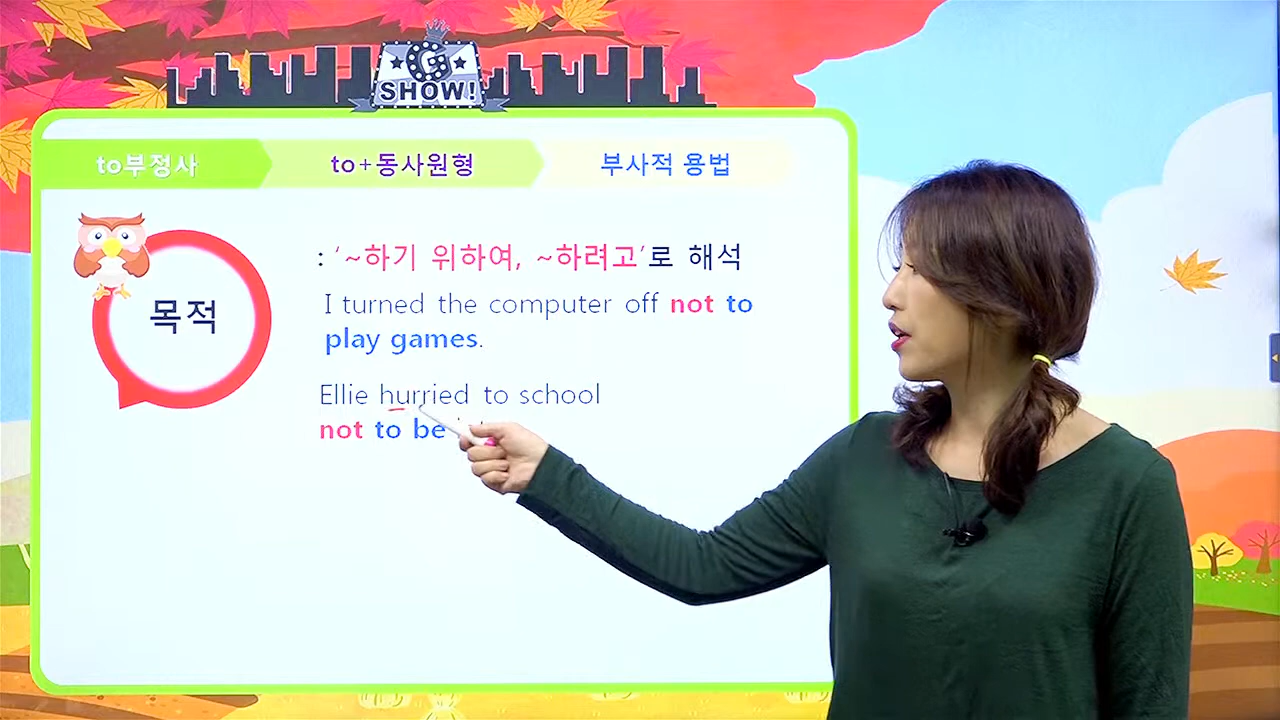 G
SHOW!
to부정사
to+동사원형
부사적 용법
목적
: ‘~하기 위하여, ~하려고’로 해석
I turned the computer off not to
play games.
Ellie hurried to school
not to be